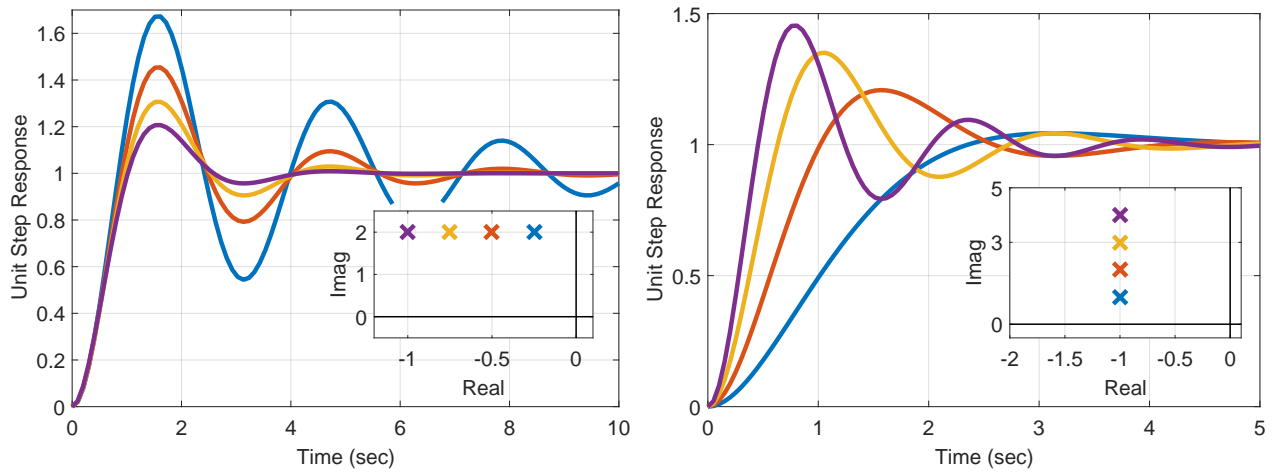 Unit Step Response
1.6
1.4
1.2
1
0.8
0.6
0.4
0.2
0
0 2 4 6 8 10
Time (sec)
Imag
2
1
0
-1 -0.5 0
Real
Unit Step Response
1.5
1
0.5
0
0 1 2 3 4 5
Time (sec)
Imag
5
3
0
-2 -1.5 -1 -0.5 0
Real